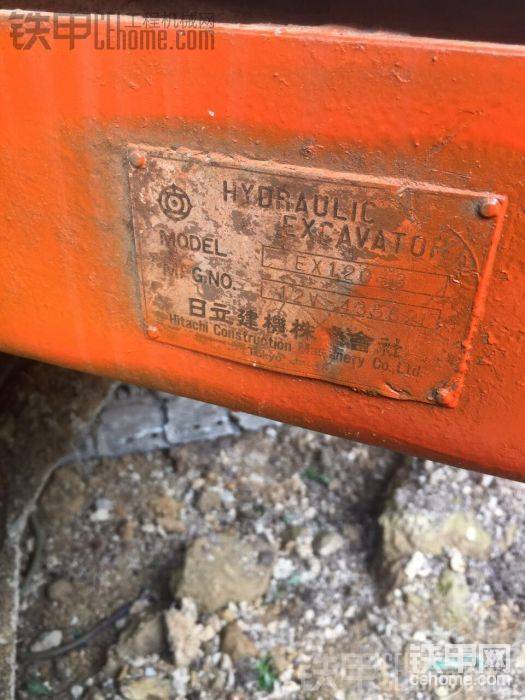 铁甲 工程机械网
cehome.com
HYDRAULIC
EXCAVATOR
MODEL EX120
MFG NO.
日立建機株式會社
Hitachi Construction Machinery Co., Ltd.
Tokyo
铁甲
cehome.com